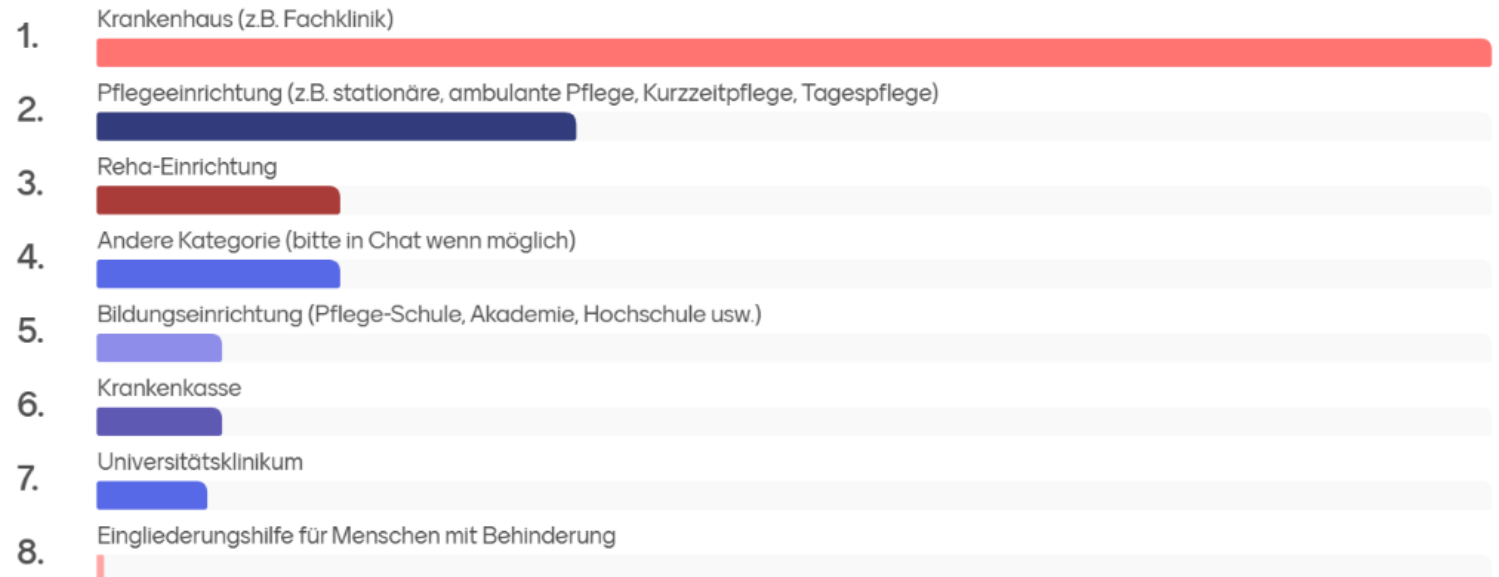 1. Krankenhaus (z.B. Fachklinik)
2. Pflegeeinrichtung (z.B. stationäre, ambulante Pflege, Kurzzeitpflege, Tagespflege)
3. Reha-Einrichtung
4. Andere Kategorie (bitte in Chat wenn möglich)
5. Bildungseinrichtung (Pflege-Schule, Akademie, Hochschule usw.)
6. Krankenkasse
7. Universitätsklinikum
8. Eingliederungshilfe für Menschen mit Behinderung